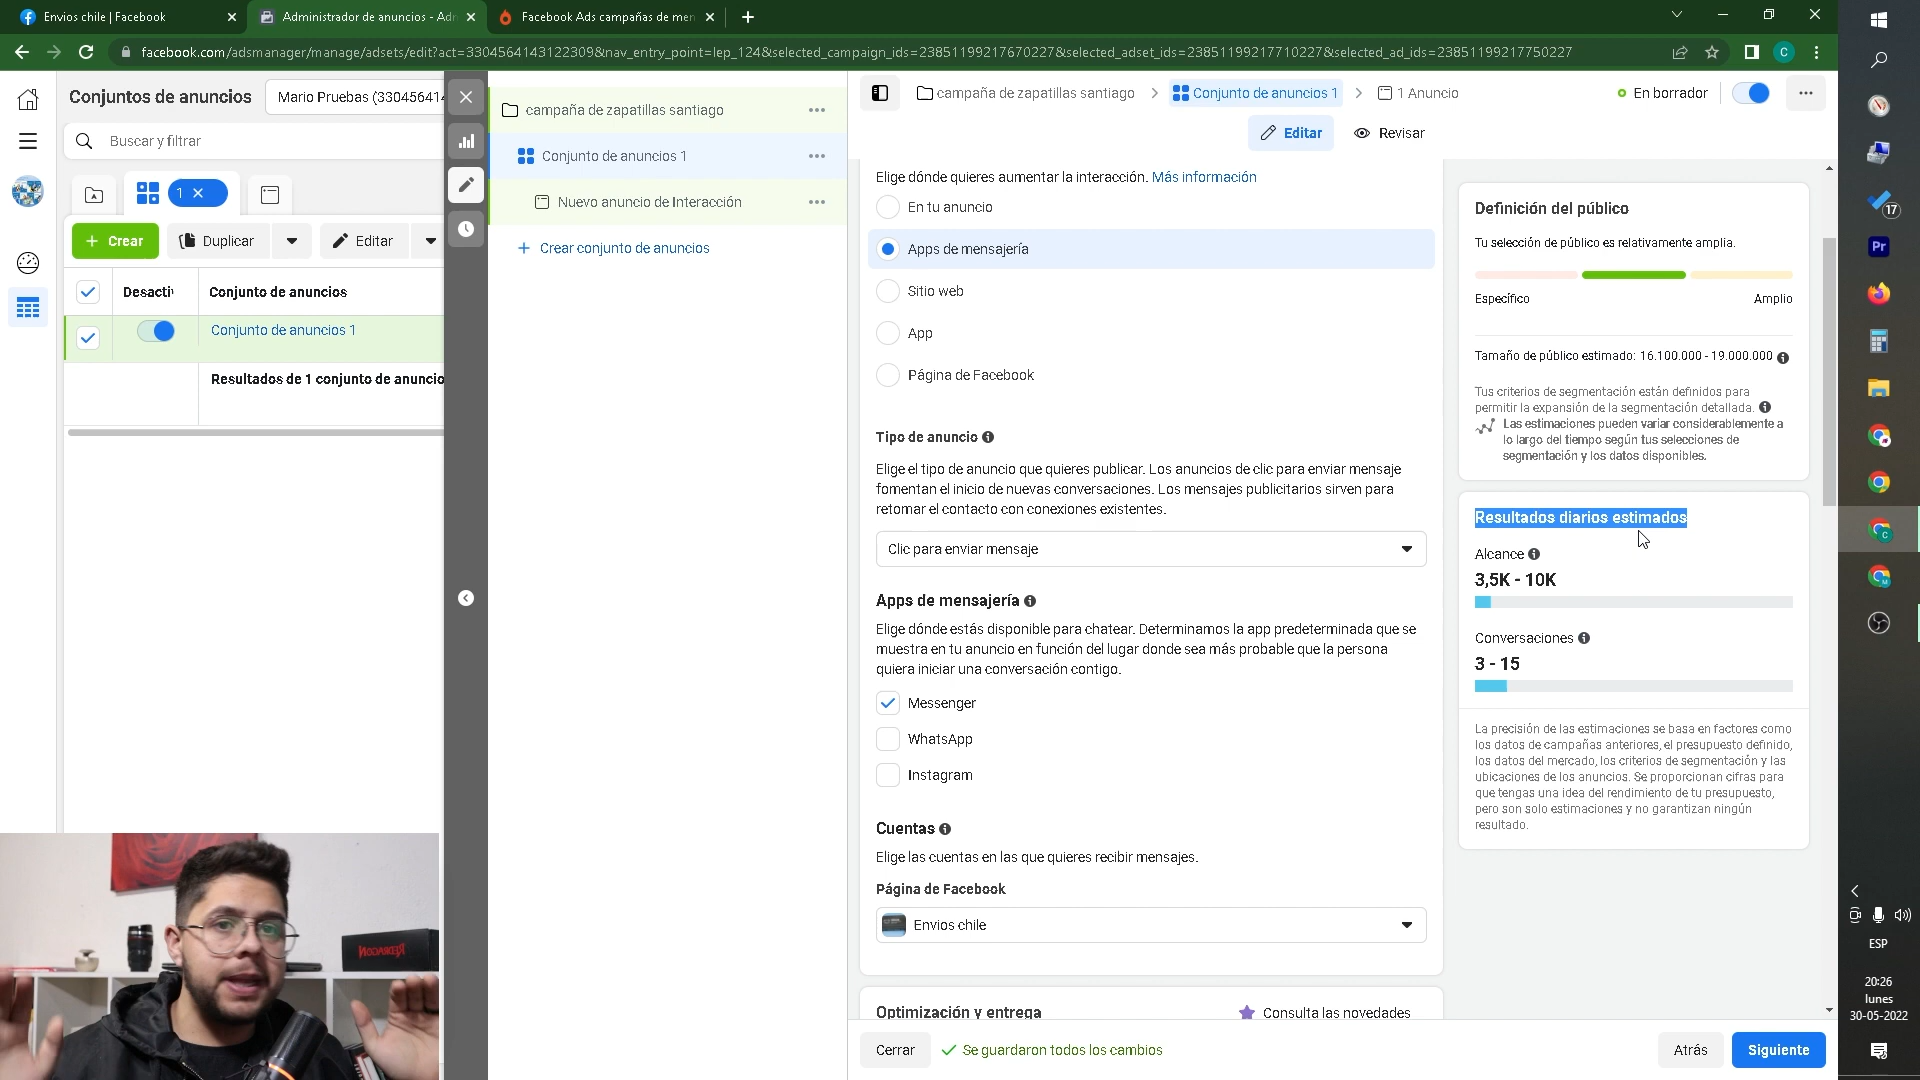 Envios chile | Facebook
Administrador de anuncios - Adm
Facebook Ads campañas de men
facebook.com/adsmanager/manage/adsets/edit?act=3304564143122309&nav_entry_point=lep_124&selected_campaign_ids=23851199217670227&selected_adset_ids=23851199217710227&selected_ad_ids=23851199217750227
C
Conjuntos de anuncios
Mario Pruebas (330456414
Buscar y filtrar
1
Crear
Duplicar
Editar
Desacti
Conjunto de anuncios
Conjunto de anuncios 1
Resultados de 1 conjunto de anuncio
campaña de zapatillas santiago
Conjunto de anuncios 1
Nuevo anuncio de Interacción
Crear conjunto de anuncios
campaña de zapatillas santiago
Conjunto de anuncios 1
1 Anuncio
En borrador
Editar
Revisar
Elige dónde quieres aumentar la interacción. Más información
En tu anuncio
Apps de mensajería
Sitio web
App
Página de Facebook
Tipo de anuncio
Elige el tipo de anuncio que quieres publicar. Los anuncios de clic para enviar mensaje
fomentan el inicio de nuevas conversaciones. Los mensajes publicitarios sirven para
retomar el contacto con conexiones existentes.
Clic para enviar mensaje
Apps de mensajería
Elige dónde estás disponible para chatear. Determinamos la app predeterminada que se
muestra en tu anuncio en función del lugar donde sea más probable que la persona
quiera iniciar una conversación contigo.
Messenger
WhatsApp
Instagram
Cuentas
Elige las cuentas en las que quieres recibir mensajes.
Página de Facebook
Envios chile
Optimización y entrega
Consulta las novedades
Cerrar
Se guardaron todos los cambios
Atrás
Siguiente
Definición del público
Tu selección de público es relativamente amplia.
Específico
Amplio
Tamaño de público estimado: 16.100.000 - 19.000.000
Tus criterios de segmentación están definidos para
permitir la expansión de la segmentación detallada.
Las estimaciones pueden variar considerablemente a
lo largo del tiempo según tus selecciones de
segmentación y los datos disponibles.
Resultados diarios estimados
Alcance
3,5K - 10K
Conversaciones
3 - 15
La precisión de las estimaciones se basa en factores como
los datos de campañas anteriores, el presupuesto definido,
los datos del mercado, los criterios de segmentación y las
ubicaciones de los anuncios. Se proporcionan cifras para
que tengas una idea del rendimiento de tu presupuesto,
pero son solo estimaciones y no garantizan ningún
resultado.
17
Pr
ESP
20:26
lunes
30-05-2022